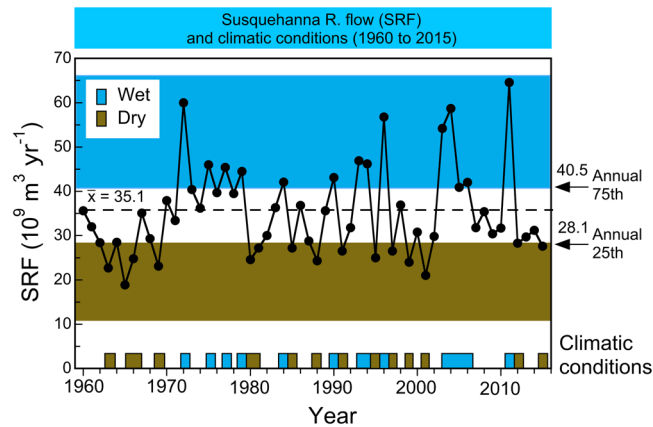 Susquehanna R. flow (SRF)
and climatic conditions (1960 to 2015)
70
60
50
40
30
20
10
0
SRF (10⁹ m³ yr⁻¹)
Wet
Dry
x̄ = 35.1
40.5
Annual
75th
28.1
Annual
25th
Climatic
conditions
1960 1970 1980 1990 2000 2010
Year